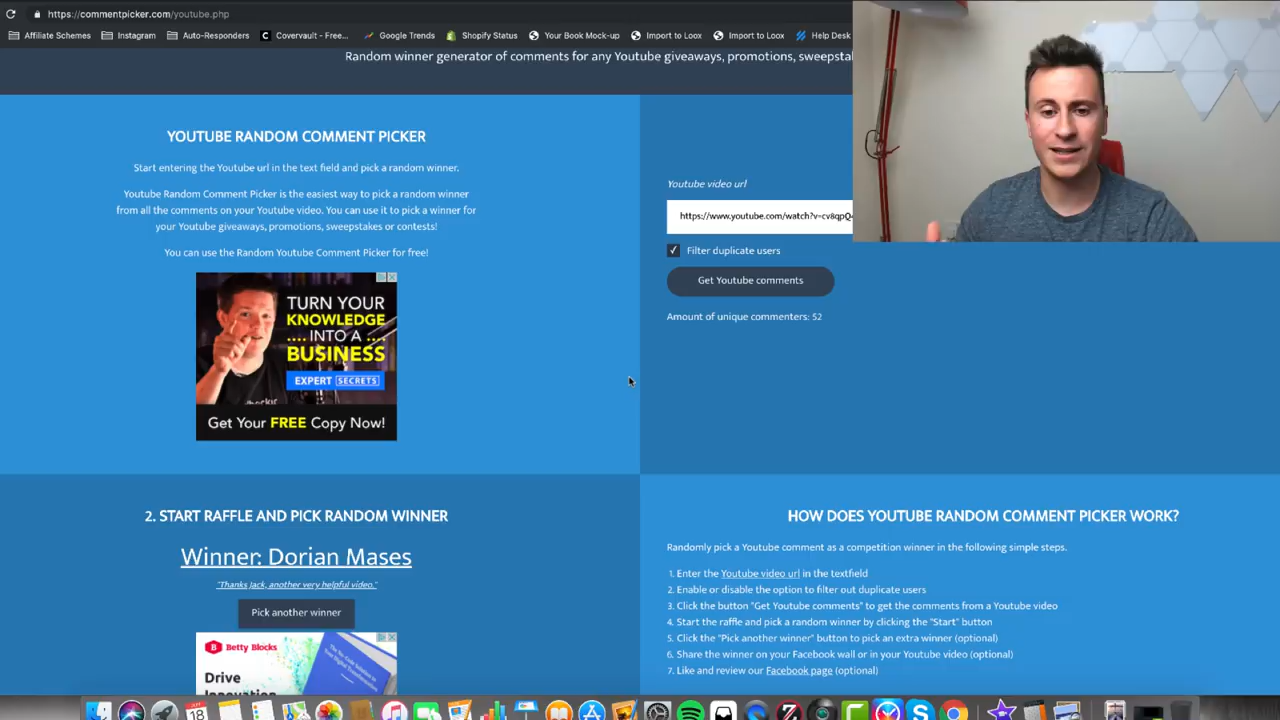 https://commentpicker.com/youtube.php
Affiliate Schemes
Instagram
Auto-Responders
Covervault - Free...
Google Trends
Shopify Status
Your Book Mock-up
Import to Loox
Import to Loox
Help Desk
Random winner generator of comments for any Youtube giveaways, promotions, sweepstal
YOUTUBE RANDOM COMMENT PICKER
Start entering the Youtube url in the text field and pick a random winner.
Youtube Random Comment Picker is the easiest way to pick a random winner
from all the comments on your Youtube video. You can use it to pick a winner for
your Youtube giveaways, promotions, sweepstakes or contests!
You can use the Random Youtube Comment Picker for free!
TURN YOUR
KNOWLEDGE
.... INTO A ....
BUSINESS
EXPERT SECRETS
Get Your FREE Copy Now!
Youtube video url
https://www.youtube.com/watch?v=cv8qpQ
Filter duplicate users
Get Youtube comments
Amount of unique commenters: 52
2. START RAFFLE AND PICK RANDOM WINNER
Winner: Dorian Mases
"Thanks Jack, another very helpful video."
Pick another winner
Betty Blocks
Drive
Innovation
HOW DOES YOUTUBE RANDOM COMMENT PICKER WORK?
Randomly pick a Youtube comment as a competition winner in the following simple steps.
1. Enter the Youtube video url in the textfield
2. Enable or disable the option to filter out duplicate users
3. Click the button "Get Youtube comments" to get the comments from a Youtube video
4. Start the raffle and pick a random winner by clicking the "Start" button
5. Click the "Pick another winner" button to pick an extra winner (optional)
6. Share the winner on your Facebook wall or in your Youtube video (optional)
7. Like and review our Facebook page (optional)
18